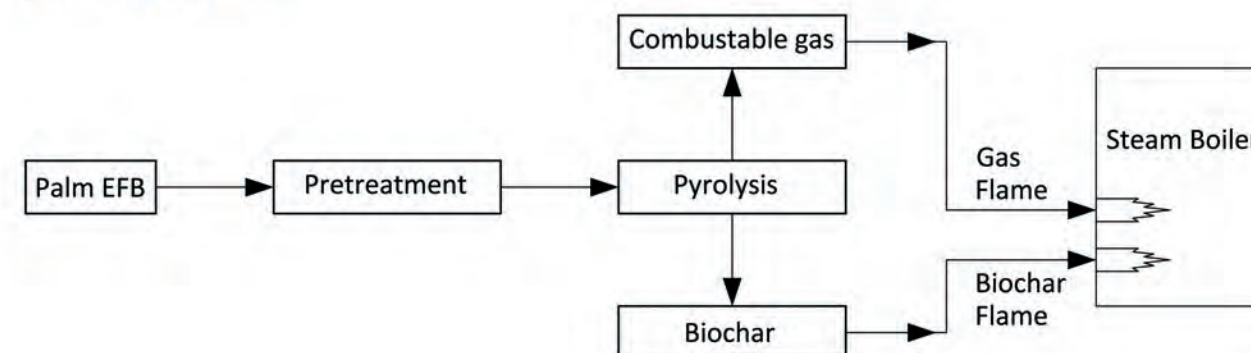 Combustable gas
Palm EFB
Pretreatment
Pyrolysis
Gas
Flame
Steam Boiler
Biochar
Flame
Biochar